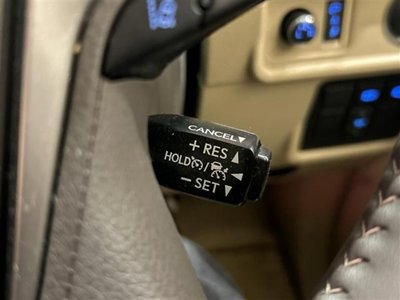 CANCEL▼
+ RES ▲
HOLD /
− SET ▼